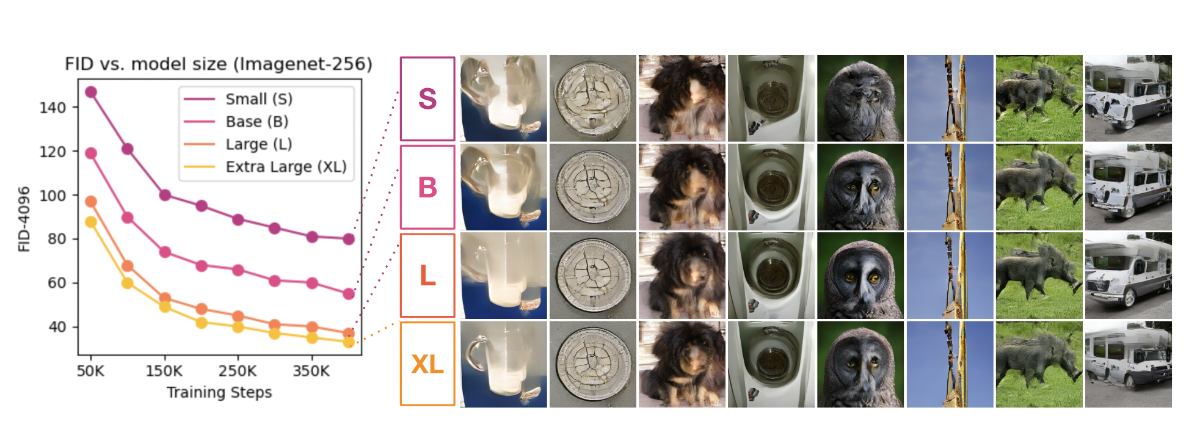 FID vs. model size (Imagenet-256)
FID-4096
140
120
100
80
60
40
Small (S)
Base (B)
Large (L)
Extra Large (XL)
50K
150K
250K
350K
Training Steps
S
B
L
XL